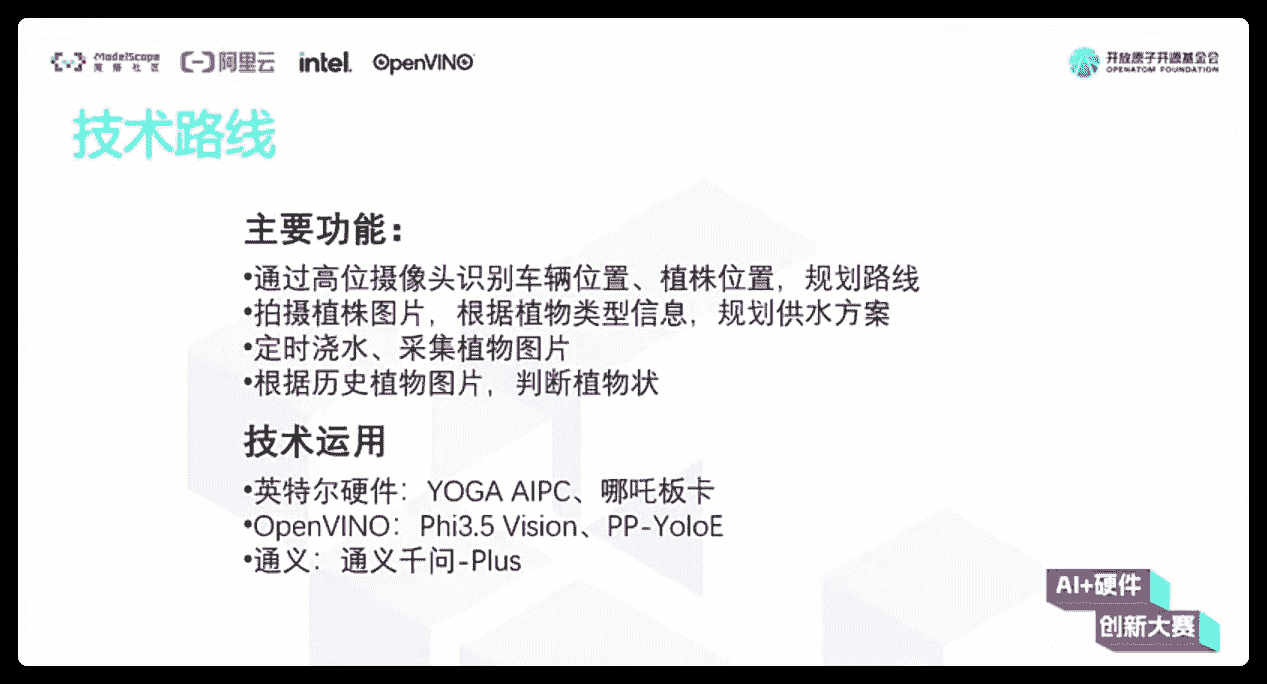 ModelScope
魔搭社区
阿里云
intel.
OpenVINO
开放原子开源基金会
OPENATOM FOUNDATION
技术路线
主要功能：
•通过高位摄像头识别车辆位置、植株位置，规划路线
•拍摄植株图片，根据植物类型信息，规划供水方案
•定时浇水、采集植物图片
•根据历史植物图片，判断植物状
技术运用
•英特尔硬件：YOGA AIPC、哪吒板卡
•OpenVINO：Phi3.5 Vision、PP-YoloE
•通义：通义千问-Plus
AI+硬件
创新大赛